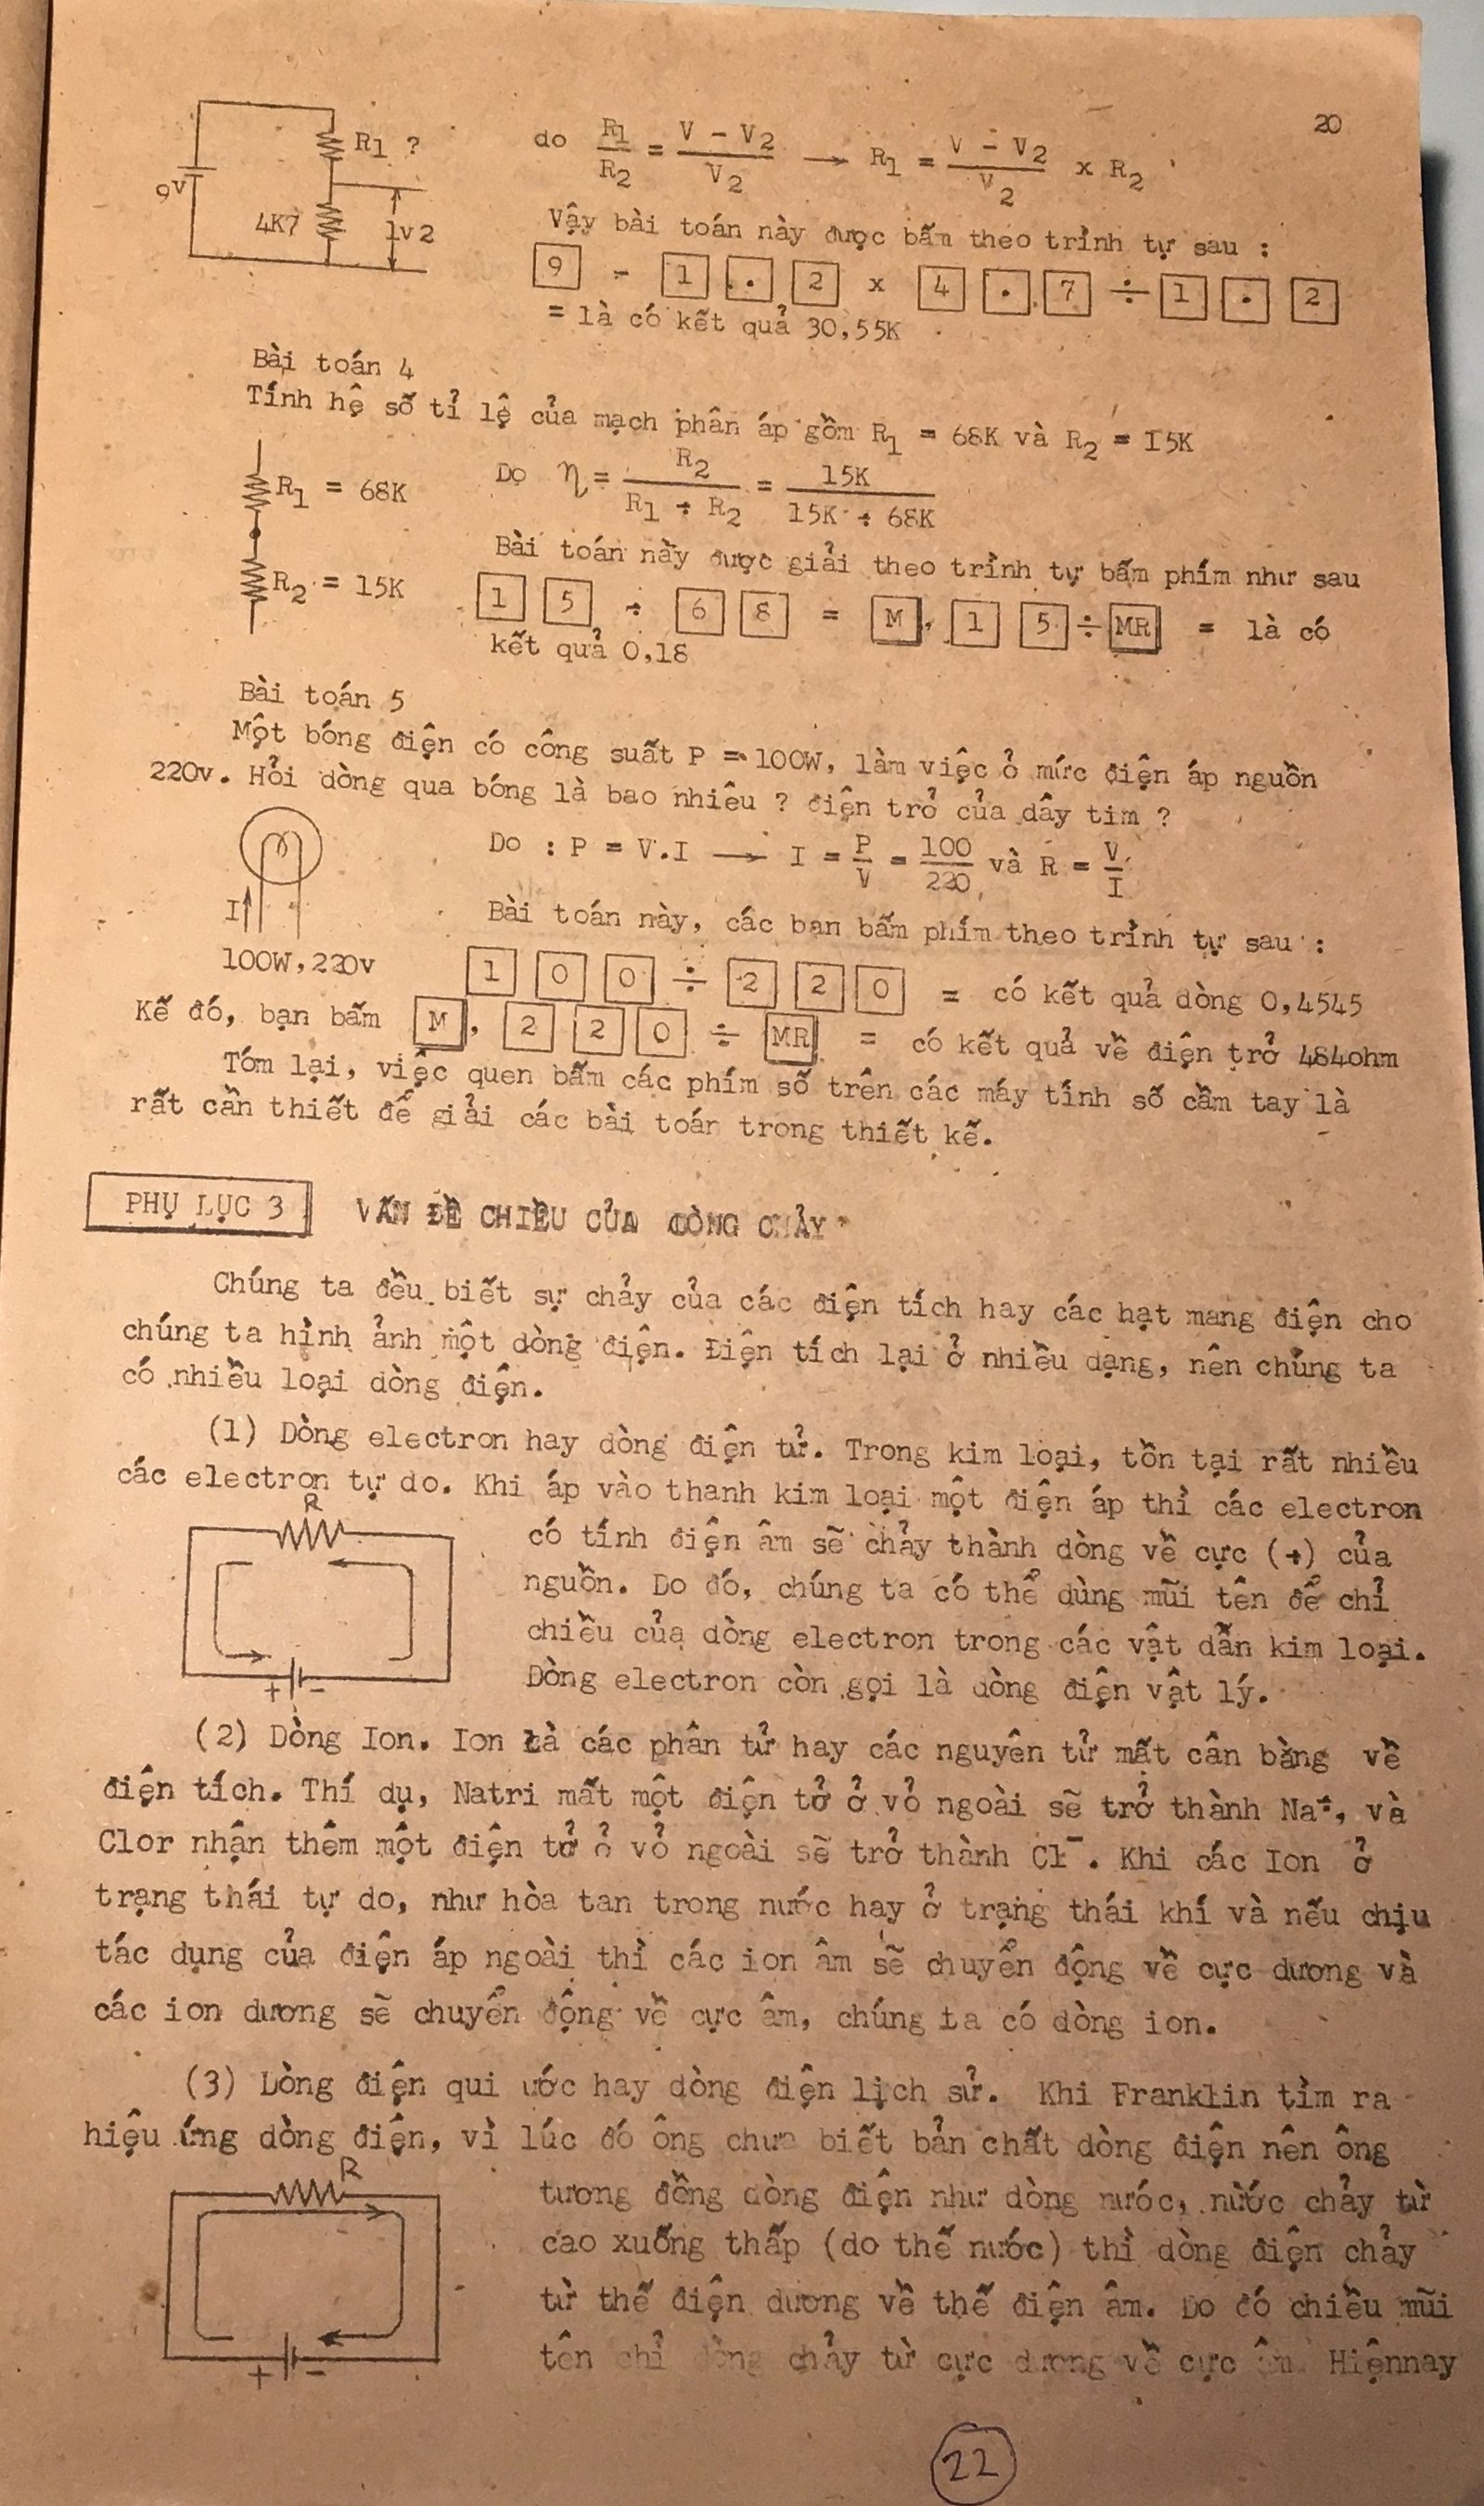 20
R1 ?
9V
4K7
1v2
do R1/R2 = V - V2/V2 → R1 = V - V2/V2 x R2
Vậy bài toán này được bấm theo trình tự sau :
9 - 1 . 2 x 4 . 7 ÷ 1 . 2
= là có kết quả 30,55K
Bài toán 4
Tính hệ số tỉ lệ của mạch phân áp gồm R1 = 68K và R2 = I5K
R1 = 68K
R2 = 15K
Do η = R2/R1 + R2 = 15K/15K + 68K
Bài toán này được giải theo trình tự bấm phím như sau
1 5 + 6 8 = M, 1 5 ÷ MR = là có
kết quả 0,18
Bài toán 5
Một bóng điện có công suất P = 100W, làm việc ở mức điện áp nguồn
220v. Hỏi dòng qua bóng là bao nhiêu ? điện trở của dây tim ?
I
100W,220v
Do : P = V.I → I = P/V = 100/220 và R = V/I
Bài toán này, các bạn bấm phím theo trình tự sau :
1 0 0 ÷ 2 2 0 = có kết quả dòng 0,4545
Kế đó, bạn bấm M, 2 2 0 ÷ MR = có kết quả về điện trở 484ohm
Tóm lại, việc quen bấm các phím số trên các máy tính số cầm tay là
rất cần thiết để giải các bài toán trong thiết kế.
PHỤ LỤC 3 VẤN ĐỀ CHIỀU CỦA DÒNG CHẢY
Chúng ta đều biết sự chảy của các điện tích hay các hạt mang điện cho
chúng ta hình ảnh một dòng điện. Điện tích lại ở nhiều dạng, nên chúng ta
có nhiều loại dòng điện.
(1) Dòng electron hay dòng điện tử. Trong kim loại, tồn tại rất nhiều
các electron tự do. Khi áp vào thanh kim loại một điện áp thì các electron
R
+ -
có tính điện âm sẽ chảy thành dòng về cực (+) của
nguồn. Do đó, chúng ta có thể dùng mũi tên để chỉ
chiều của dòng electron trong các vật dẫn kim loại.
Dòng electron còn gọi là dòng điện vật lý.
(2) Dòng Ion. Ion là các phân tử hay các nguyên tử mất cân bằng về
điện tích. Thí dụ, Natri mất một điện tở ở vỏ ngoài sẽ trở thành Na+, và
Clor nhận thêm một điện tở ở vỏ ngoài sẽ trở thành Cl-. Khi các Ion ở
trạng thái tự do, như hòa tan trong nước hay ở trạng thái khí và nếu chịu
tác dụng của điện áp ngoài thì các ion âm sẽ chuyển động về cực dương và
các ion dương sẽ chuyển động về cực âm, chúng ta có dòng ion.
(3) Dòng điện qui ước hay dòng điện lịch sử. Khi Franklin tìm ra
hiệu ứng dòng điện, vì lúc đó ông chưa biết bản chất dòng điện nên ông
R
+ -
tương đồng dòng điện như dòng nước, nước chảy từ
cao xuống thấp (do thế nước) thì dòng điện chảy
từ thế điện dương về thế điện âm. Do đó chiều mũi
tên chỉ dòng chảy từ cực dương về cực âm. Hiệnnay
22